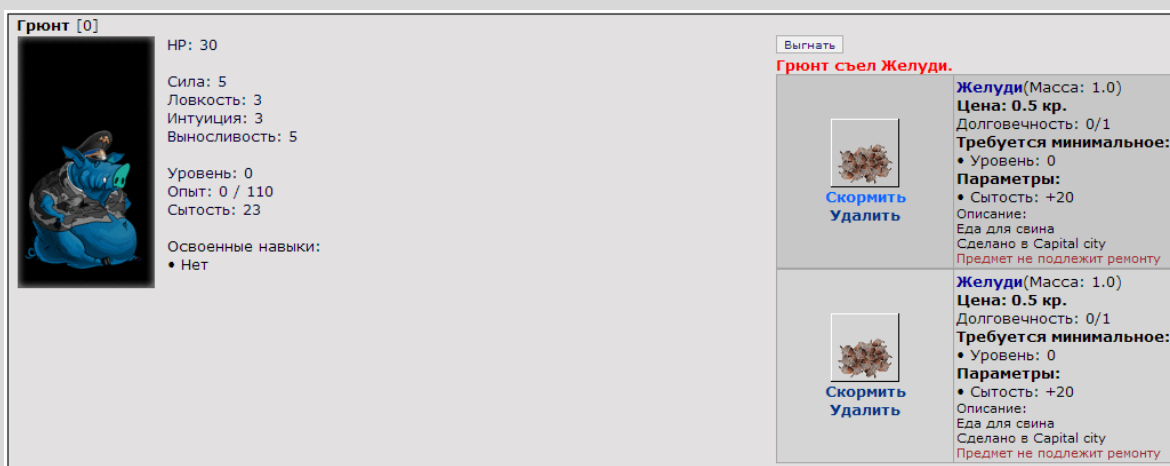 Грюнт [0]
HP: 30
Сила: 5
Ловкость: 3
Интуиция: 3
Выносливость: 5
Уровень: 0
Опыт: 0 / 110
Сытость: 23
Освоенные навыки:
• Нет
Выгнать
Грюнт съел Желуди.
Скормить
Удалить
Желуди(Масса: 1.0)
Цена: 0.5 кр.
Долговечность: 0/1
Требуется минимальное:
• Уровень: 0
Параметры:
• Сытость: +20
Описание:
Еда для свина
Сделано в Capital city
Предмет не подлежит ремонту
Скормить
Удалить
Желуди(Масса: 1.0)
Цена: 0.5 кр.
Долговечность: 0/1
Требуется минимальное:
• Уровень: 0
Параметры:
• Сытость: +20
Описание:
Еда для свина
Сделано в Capital city
Предмет не подлежит ремонту